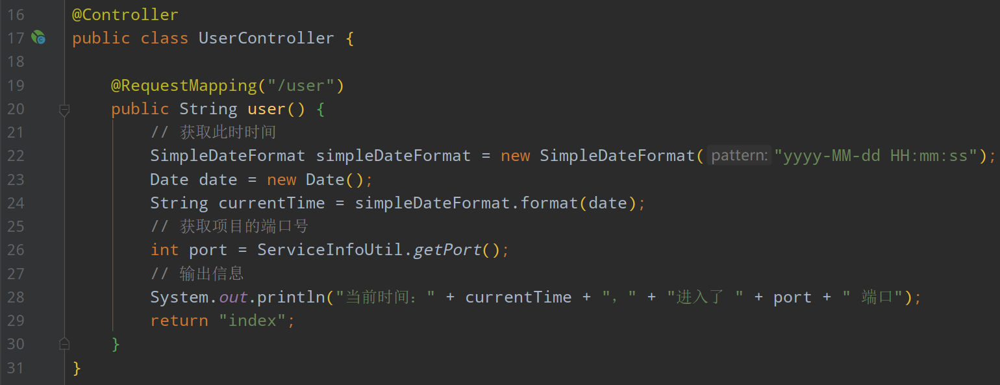 16 @Controller
17 public class UserController {
18
19 @RequestMapping("/user")
20 public String user() {
21 // 获取此时时间
22 SimpleDateFormat simpleDateFormat = new SimpleDateFormat( pattern: "yyyy-MM-dd HH:mm:ss");
23 Date date = new Date();
24 String currentTime = simpleDateFormat.format(date);
25 // 获取项目的端口号
26 int port = ServiceInfoUtil.getPort();
27 // 输出信息
28 System.out.println("当前时间：" + currentTime + "，" + "进入了 " + port + " 端口");
29 return "index";
30 }
31 }